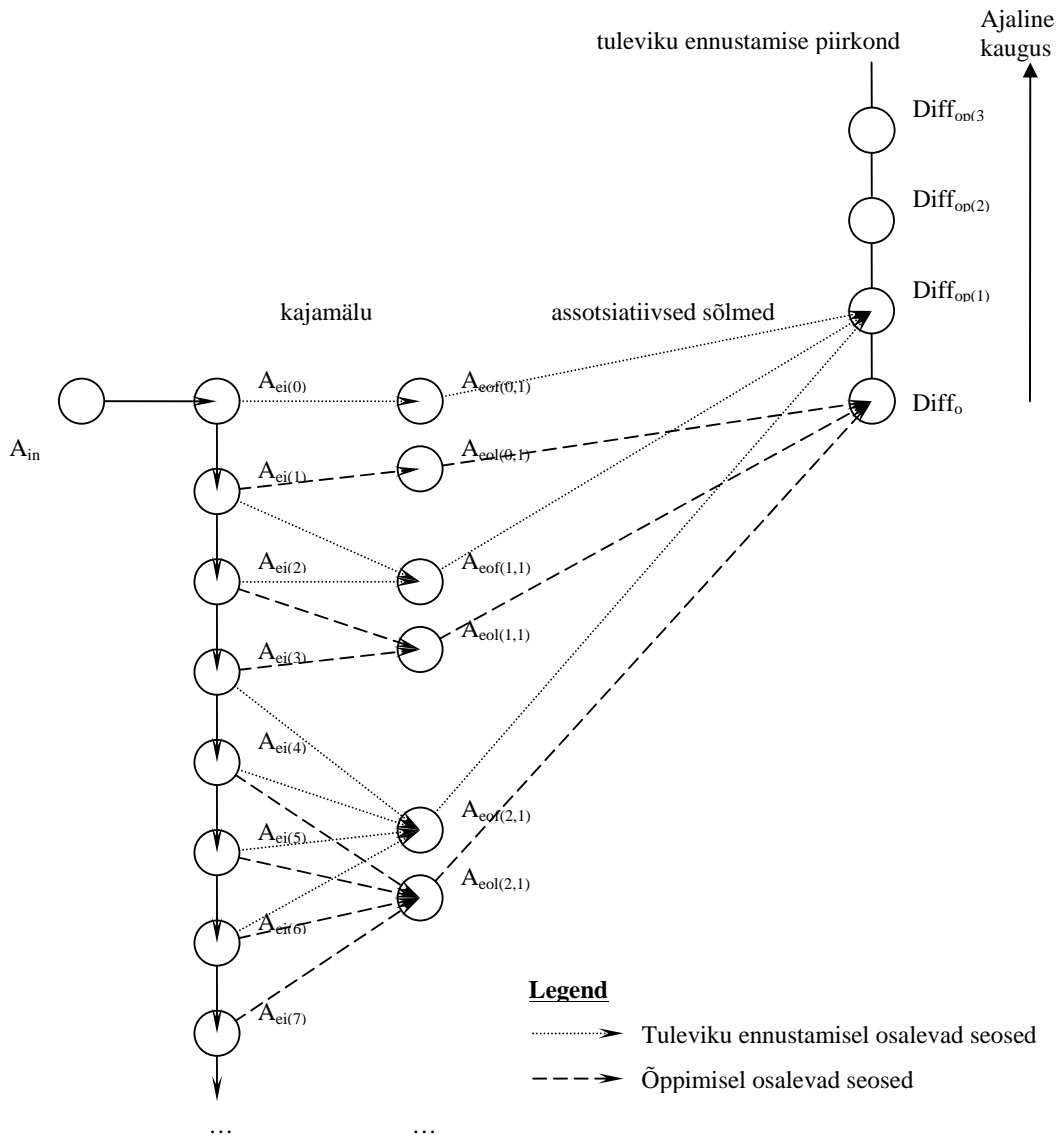 Ajaline
kaugus
tuleviku ennustamise piirkond
Diff_op(3
Diff_op(2)
Diff_op(1)
kajamälu
assotsiatiivsed sõlmed
A_ei(0)
A_eof(0,1)
Diff_o
A_in
A_ei(1)
A_eol(0,1)
A_ei(2)
A_eof(1,1)
A_ei(3)
A_eol(1,1)
A_ei(4)
A_ei(5)
A_eof(2,1)
A_eol(2,1)
A_ei(6)
A_ei(7)
Legend
Tuleviku ennustamisel osalevad seosed
Õppimisel osalevad seosed
… …